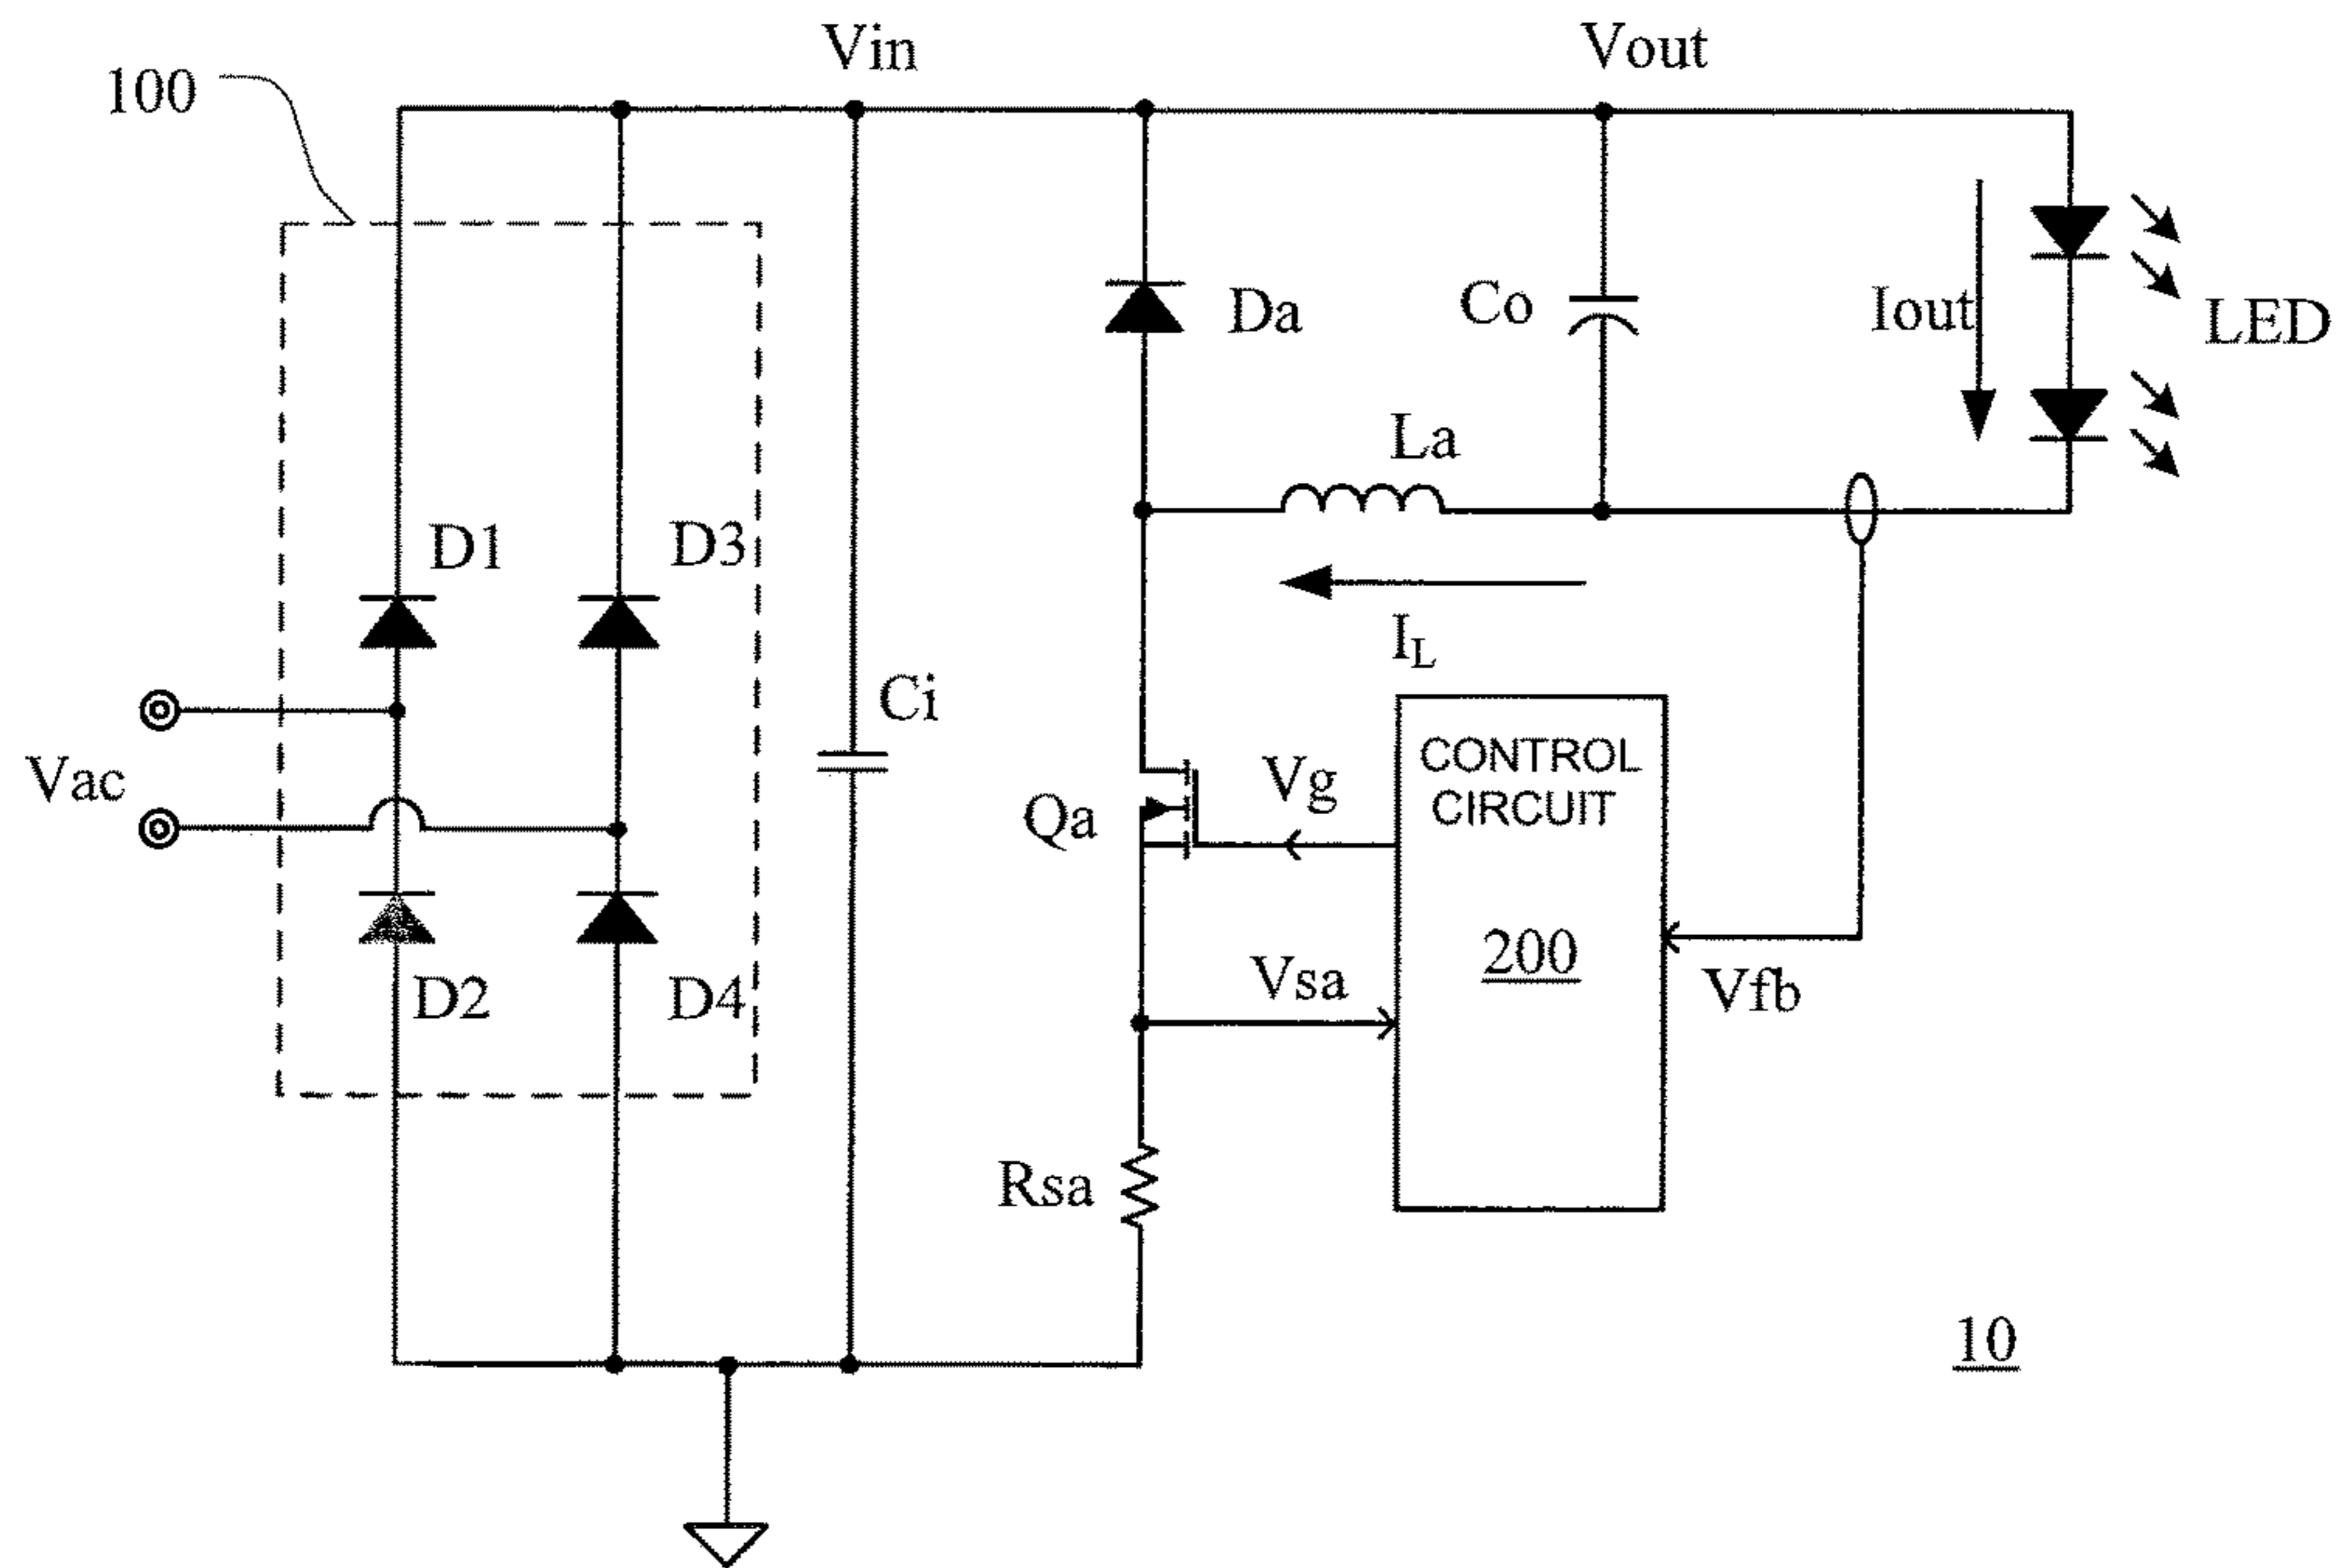 Vin
Vout
100
Da
Co
Iout
LED
La
D1
D3
I_L
Ci
Vac
CONTROL
CIRCUIT
Vg
Qa
200
Vsa
Vfb
D2
D4
Rsa
10